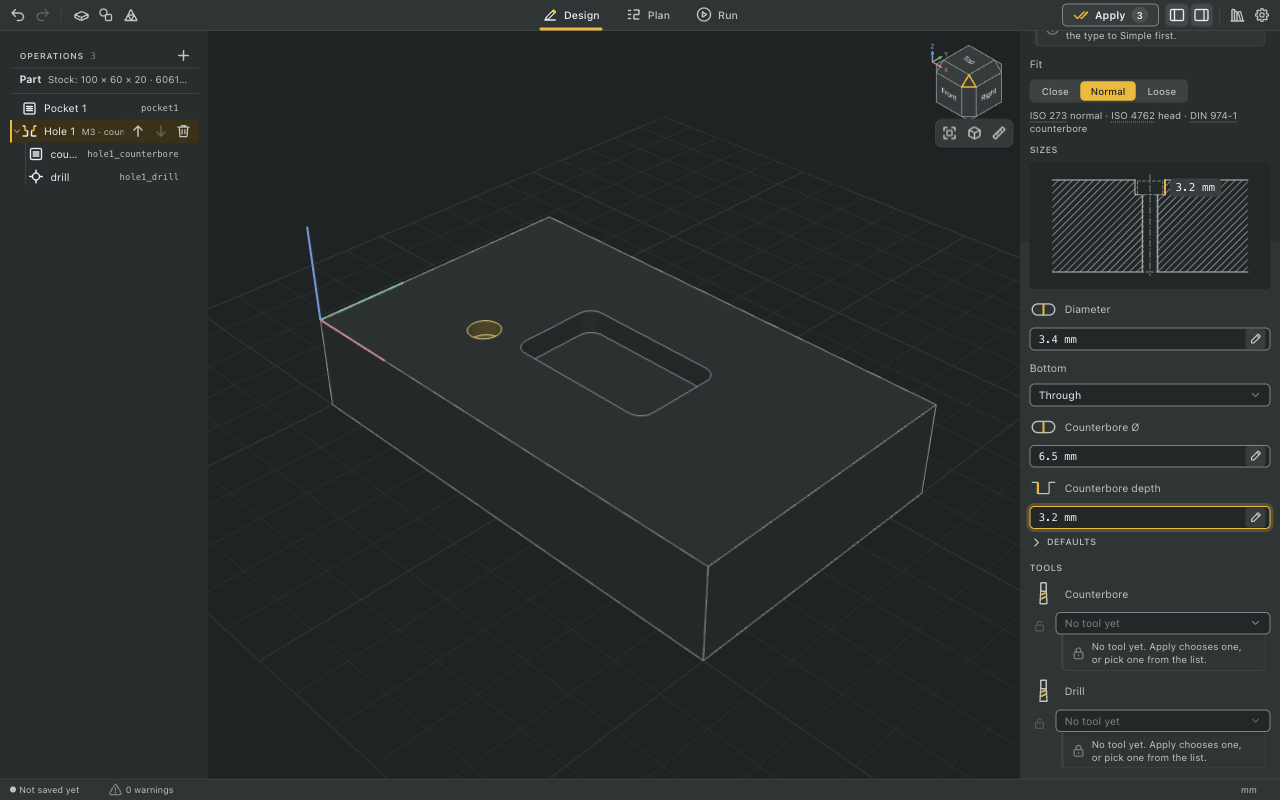 Design
Plan
Run
Apply 3
OPERATIONS 3
Part Stock: 100 × 60 × 20 · 6061...
Pocket 1 pocket1
Hole 1 M3 · coun
cou... hole1_counterbore
drill hole1_drill
Z
Y
X
Top
Front
Right
the type to Simple first.
Fit
Close Normal Loose
ISO 273 normal · ISO 4762 head · DIN 974-1
counterbore
SIZES
3.2 mm
Diameter
3.4 mm
Bottom
Through
Counterbore Ø
6.5 mm
Counterbore depth
3.2 mm
DEFAULTS
TOOLS
Counterbore
No tool yet
No tool yet. Apply chooses one,
or pick one from the list.
Drill
No tool yet
No tool yet. Apply chooses one,
or pick one from the list.
Not saved yet
0 warnings
mm